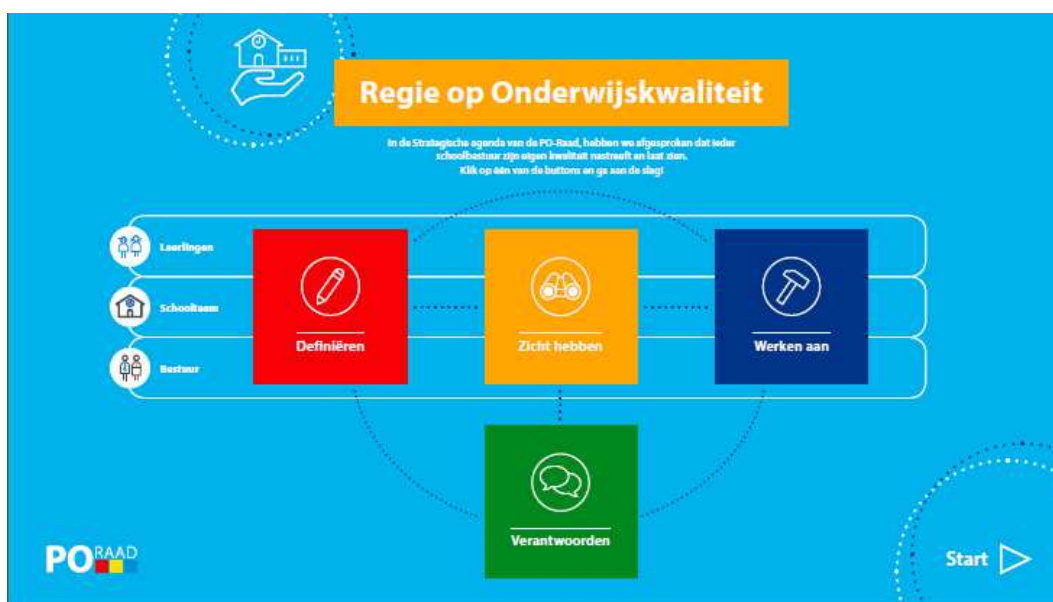 Regie op Onderwijskwaliteit
In de Strategische agenda van de PO-Raad, hebben we afgesproken dat ieder
schoolbestuur zijn eigen kwaliteit nastreeft en laat zien.
Klik op één van de buttons en ga aan de slag!
Leerlingen
Schoolteam
Bestuur
Definiëren
Zicht hebben
Werken aan
Verantwoorden
PORAAD
Start